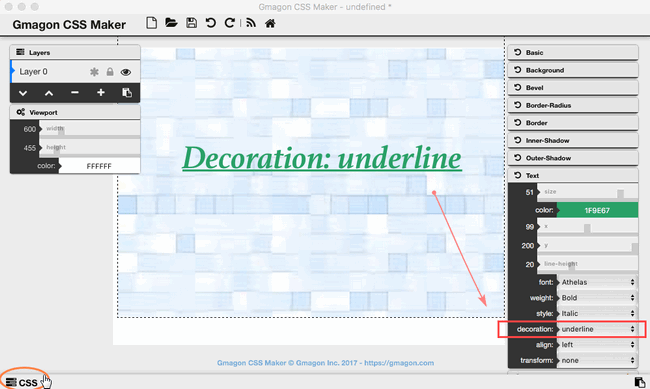 Gmagon CSS Maker - undefined *
Gmagon CSS Maker
Layers
Layer 0
Viewport
600 width
455 height
color: FFFFFF
Decoration: underline
Gmagon CSS Maker © Gmagon Inc. 2017 - https://gmagon.com
Basic
Background
Bevel
Border-Radius
Border
Inner-Shadow
Outer-Shadow
Text
51 size
color: 1F9E67
99 x
200 y
20 line-height
font: Athelas
weight: Bold
style: Italic
decoration: underline
align: left
transform: none
CSS